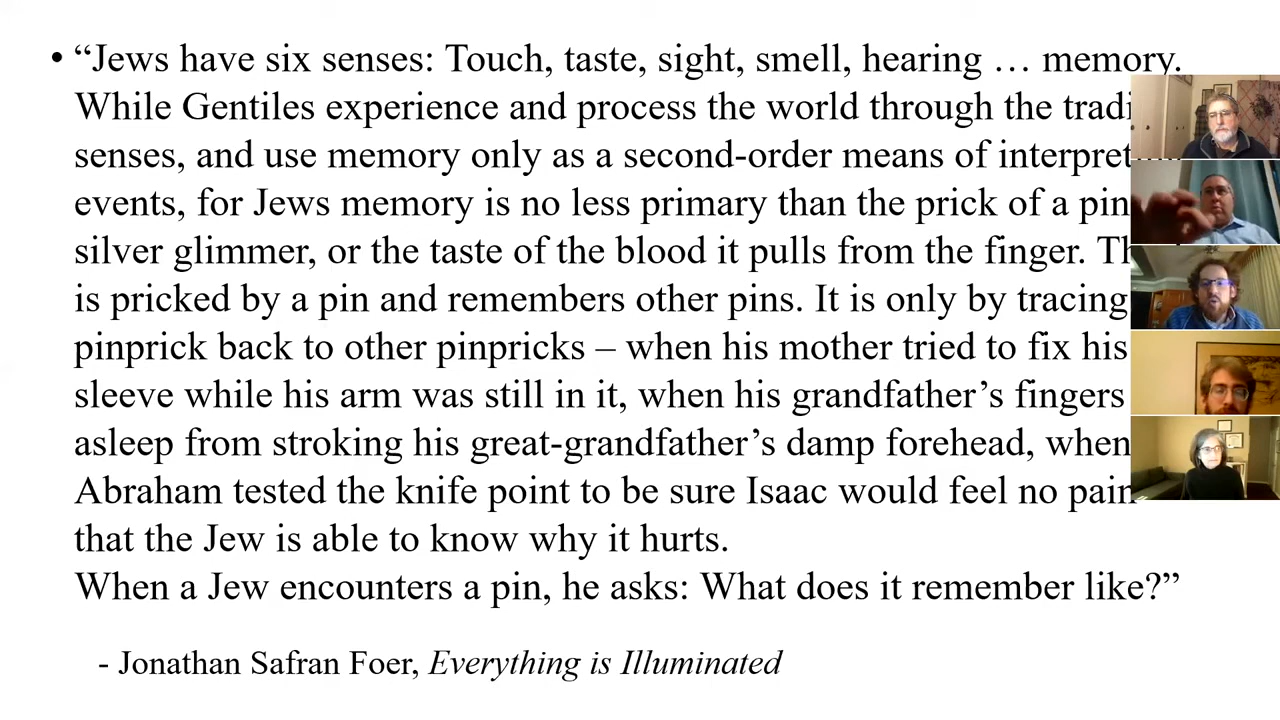 • “Jews have six senses: Touch, taste, sight, smell, hearing … memory.
While Gentiles experience and process the world through the
senses, and use memory only as a second-order means of
events, for Jews memory is no less primary than the prick of a pin
silver glimmer, or the taste of the blood it pulls from the finger.
is pricked by a pin and remembers other pins. It is only by tracing
pinprick back to other pinpricks – when his mother tried to fix his
sleeve while his arm was still in it, when his grandfather’s fingers
asleep from stroking his great-grandfather’s damp forehead, when
Abraham tested the knife point to be sure Isaac would feel no pain
that the Jew is able to know why it hurts.
When a Jew encounters a pin, he asks: What does it remember like?”
- Jonathan Safran Foer, Everything is Illuminated